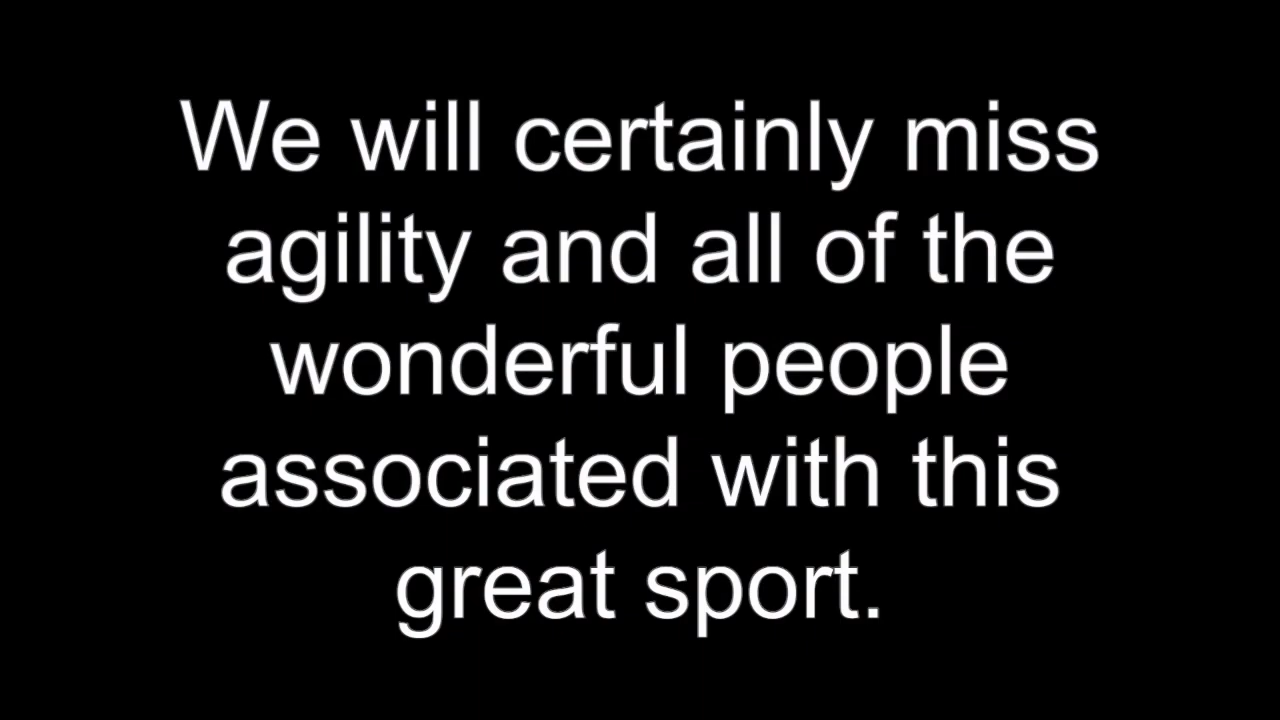 We will certainly miss
agility and all of the
wonderful people
associated with this
great sport.